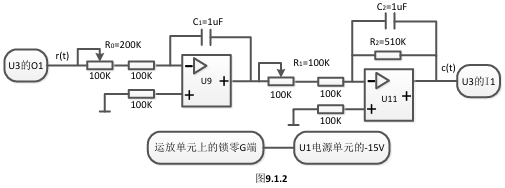 C₂=1uF
C₁=1uF
R₂=510K
U3的O1
r(t)
R₀=200K
100K
100K
100K
U9
R₁=100K
100K
100K
100K
U11
c(t)
U3的I1
运放单元上的锁零G端
U1电源单元的-15V
图9.1.2